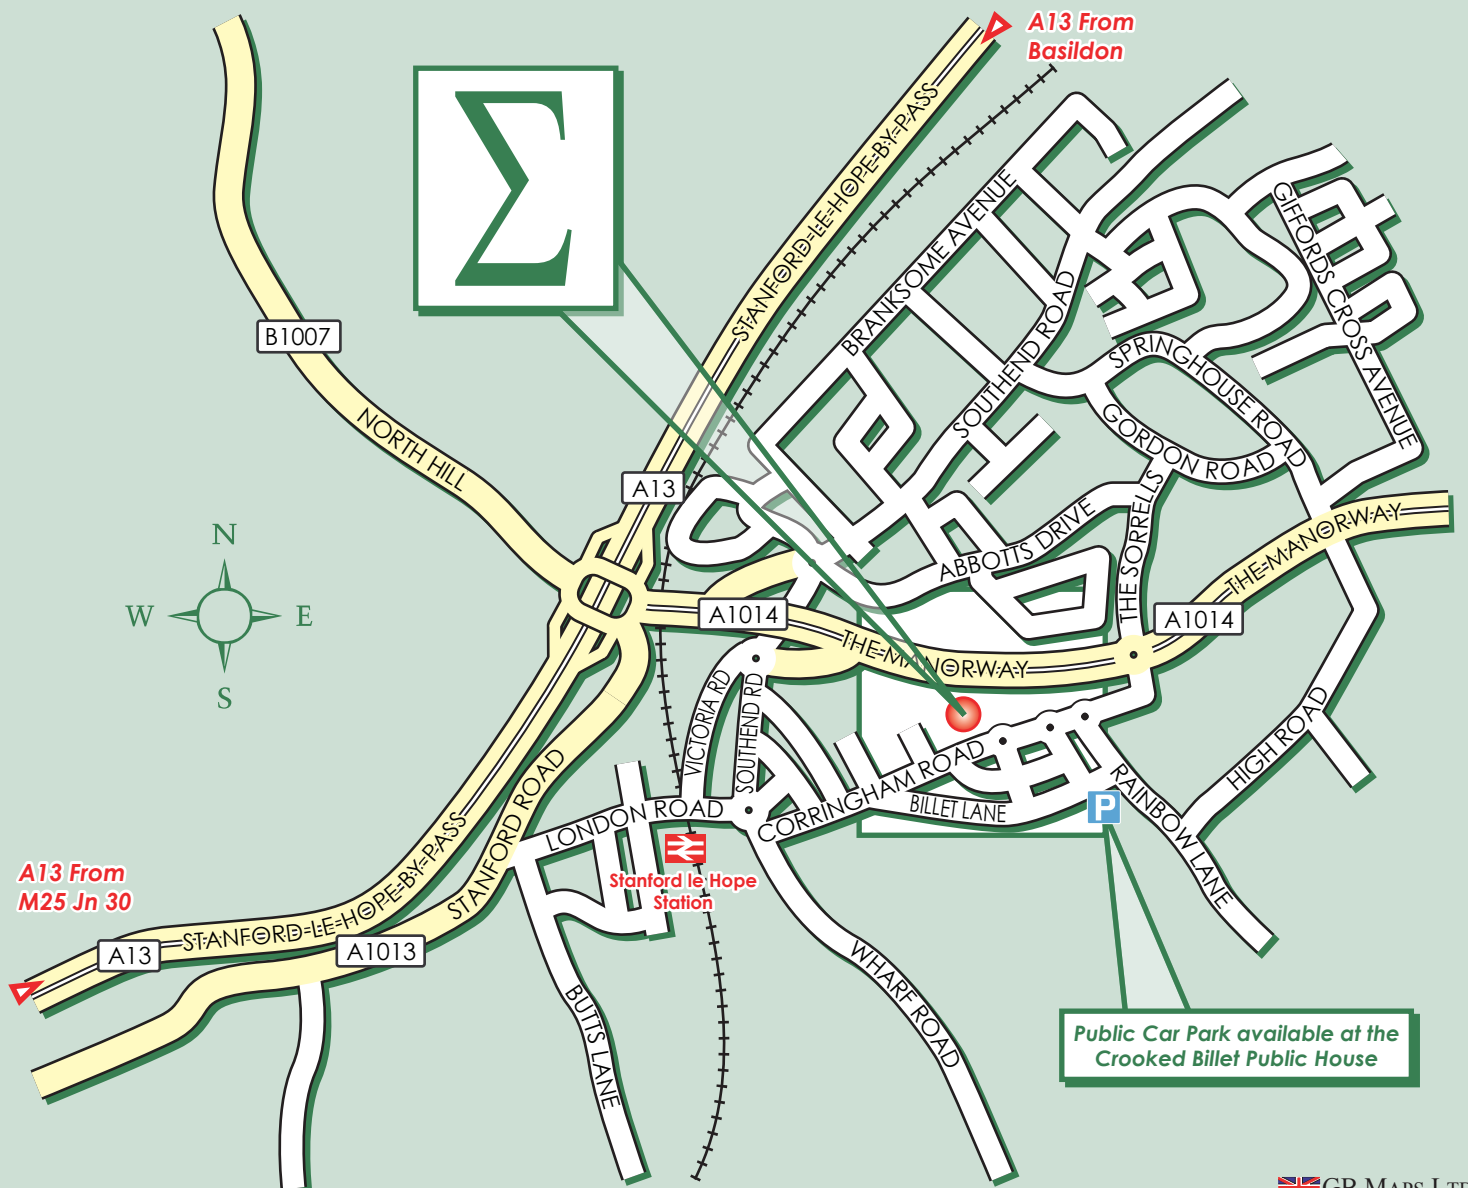 A13 From
Basildon
Σ
STANFORD-LE-HOPE-BY-PASS
BRANKSOME AVENUE
GIFFORDS CROSS AVENUE
B1007
SOUTHEND ROAD
SPRINGHOUSE ROAD
NORTH HILL
GORDON ROAD
A13
THE SORRELLS
ABBOTTS DRIVE
THE-MANORWAY
N
W
E
S
A1014
A1014
THE-MANORWAY
VICTORIA RD
SOUTHEND RD
HIGH ROAD
CORRINGHAM ROAD
RAINBOW LANE
BILLET LANE
P
LONDON ROAD
STANFORD ROAD
Stanford le Hope
Station
A13 From
M25 Jn 30
STANFORD-LE-HOPE-BY-PASS
A13
A1013
BUTTS LANE
WHARF ROAD
Public Car Park available at the
Crooked Billet Public House
GB MAPS LTD